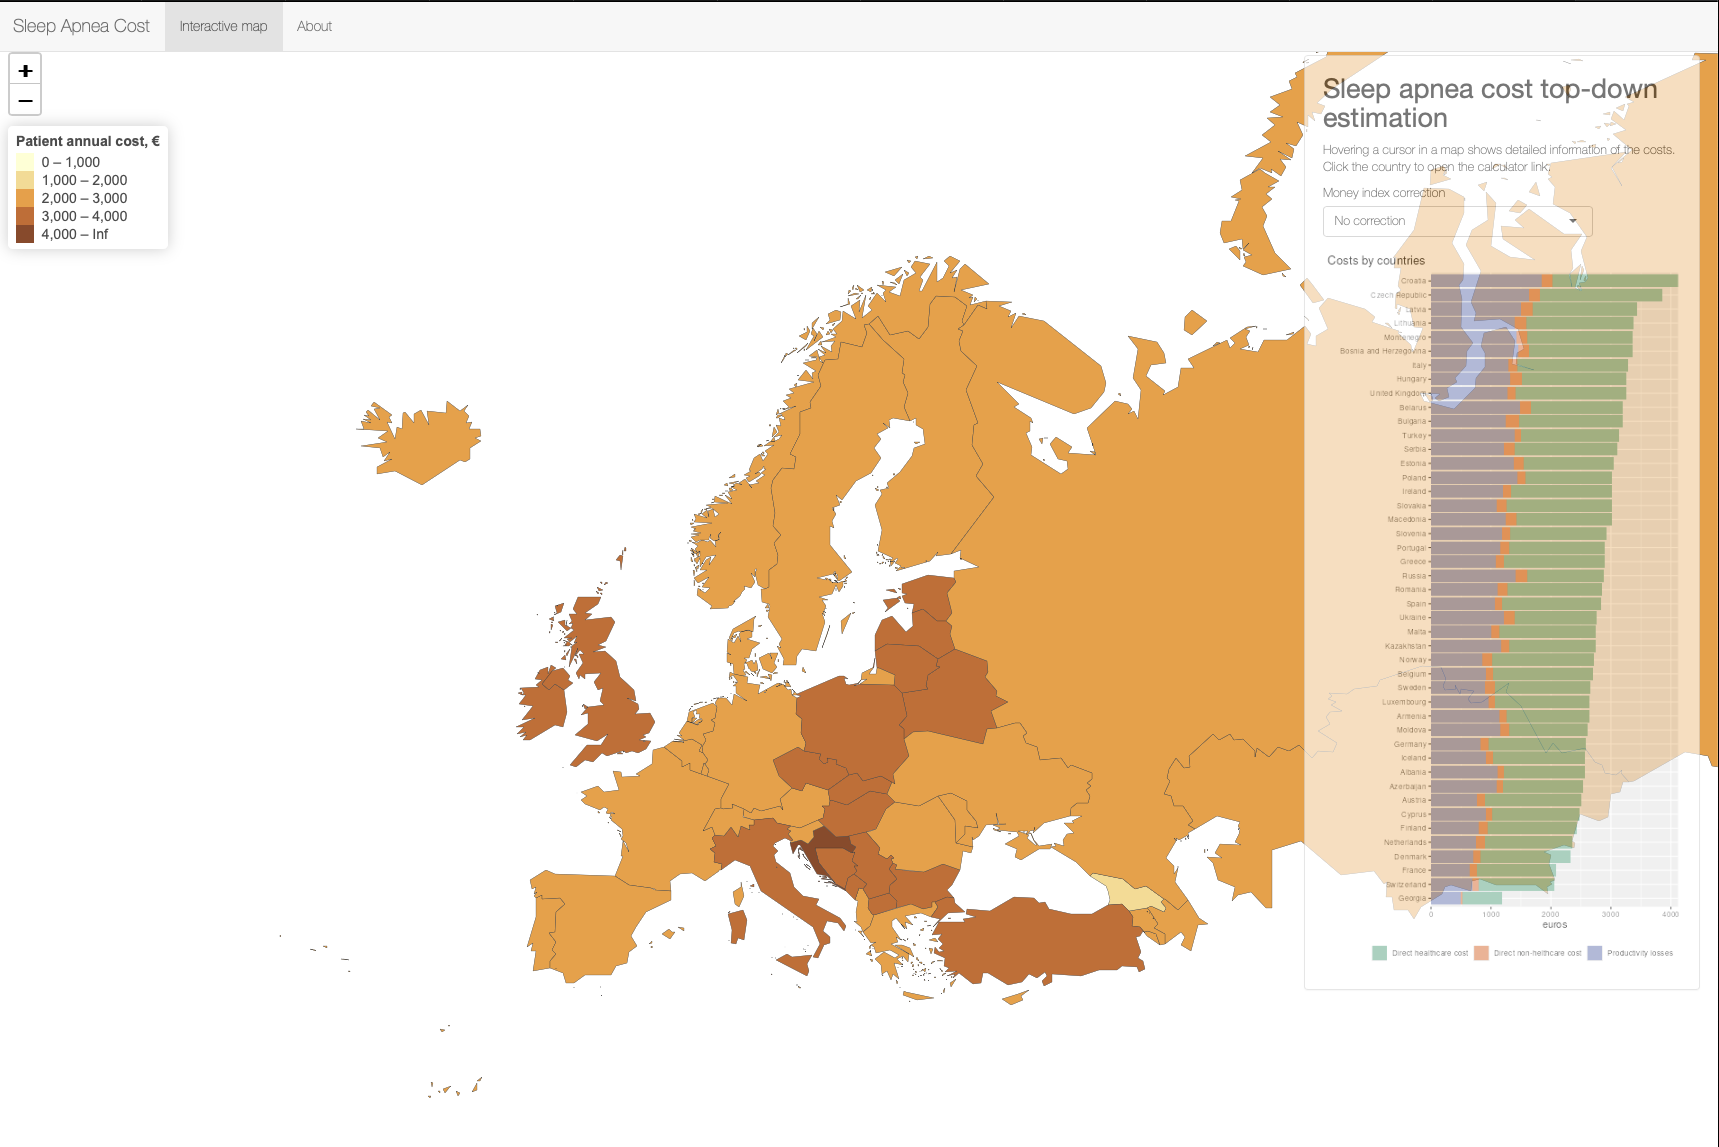 Sleep Apnea Cost Interactive map About
+
−
Patient annual cost, €
0 – 1,000
1,000 – 2,000
2,000 – 3,000
3,000 – 4,000
4,000 – Inf
Sleep apnea cost top-down
estimation
Hovering a cursor in a map shows detailed information of the costs.
Click the country to open the calculator link.
Money index correction
No correction
Costs by countries
Croatia
Czech Republic
Latvia
Lithuania
Montenegro
Bosnia and Herzegovina
Italy
Hungary
United Kingdom
Belarus
Bulgaria
Turkey
Serbia
Estonia
Poland
Ireland
Slovakia
Macedonia
Slovenia
Portugal
Greece
Russia
Romania
Spain
Ukraine
Malta
Kazakhstan
Norway
Belgium
Sweden
Luxembourg
Armenia
Moldova
Germany
Iceland
Albania
Azerbaijan
Austria
Cyprus
Finland
Netherlands
Denmark
France
Switzerland
Georgia
0 1000 2000 3000 4000
euros
Direct healthcare cost Direct non-heltcare cost Productivity losses